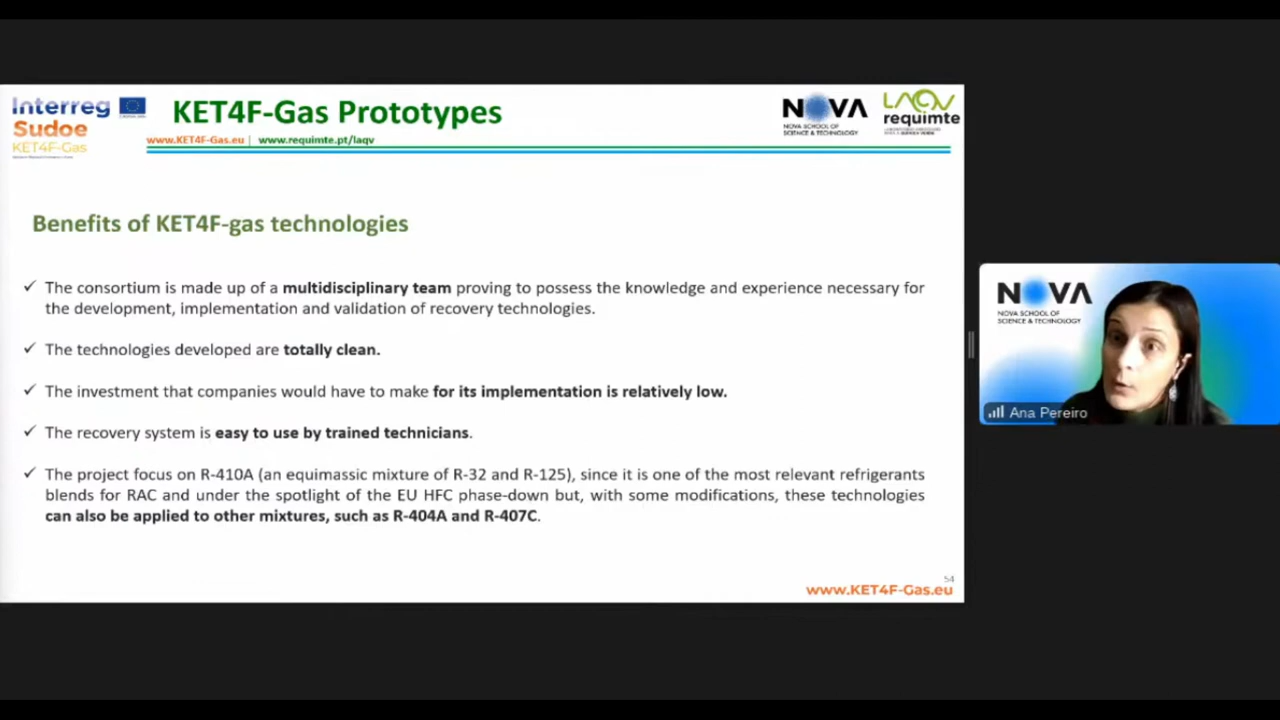 Interreg
Sudoe
KET4F-Gas
KET4F-Gas Prototypes
www.KET4F-Gas.eu | www.requimte.pt/laqv
NOVA
NOVA SCHOOL OF
SCIENCE & TECHNOLOGY
LAQV
requimte
Benefits of KET4F-gas technologies
✓ The consortium is made up of a multidisciplinary team proving to possess the knowledge and experience necessary for
the development, implementation and validation of recovery technologies.
✓ The technologies developed are totally clean.
✓ The investment that companies would have to make for its implementation is relatively low.
✓ The recovery system is easy to use by trained technicians.
✓ The project focus on R-410A (an equimassic mixture of R-32 and R-125), since it is one of the most relevant refrigerants
blends for RAC and under the spotlight of the EU HFC phase-down but, with some modifications, these technologies
can also be applied to other mixtures, such as R-404A and R-407C.
54
www.KET4F-Gas.eu
NOVA
NOVA SCHOOL OF
SCIENCE & TECHNOLOGY
Ana Pereiro